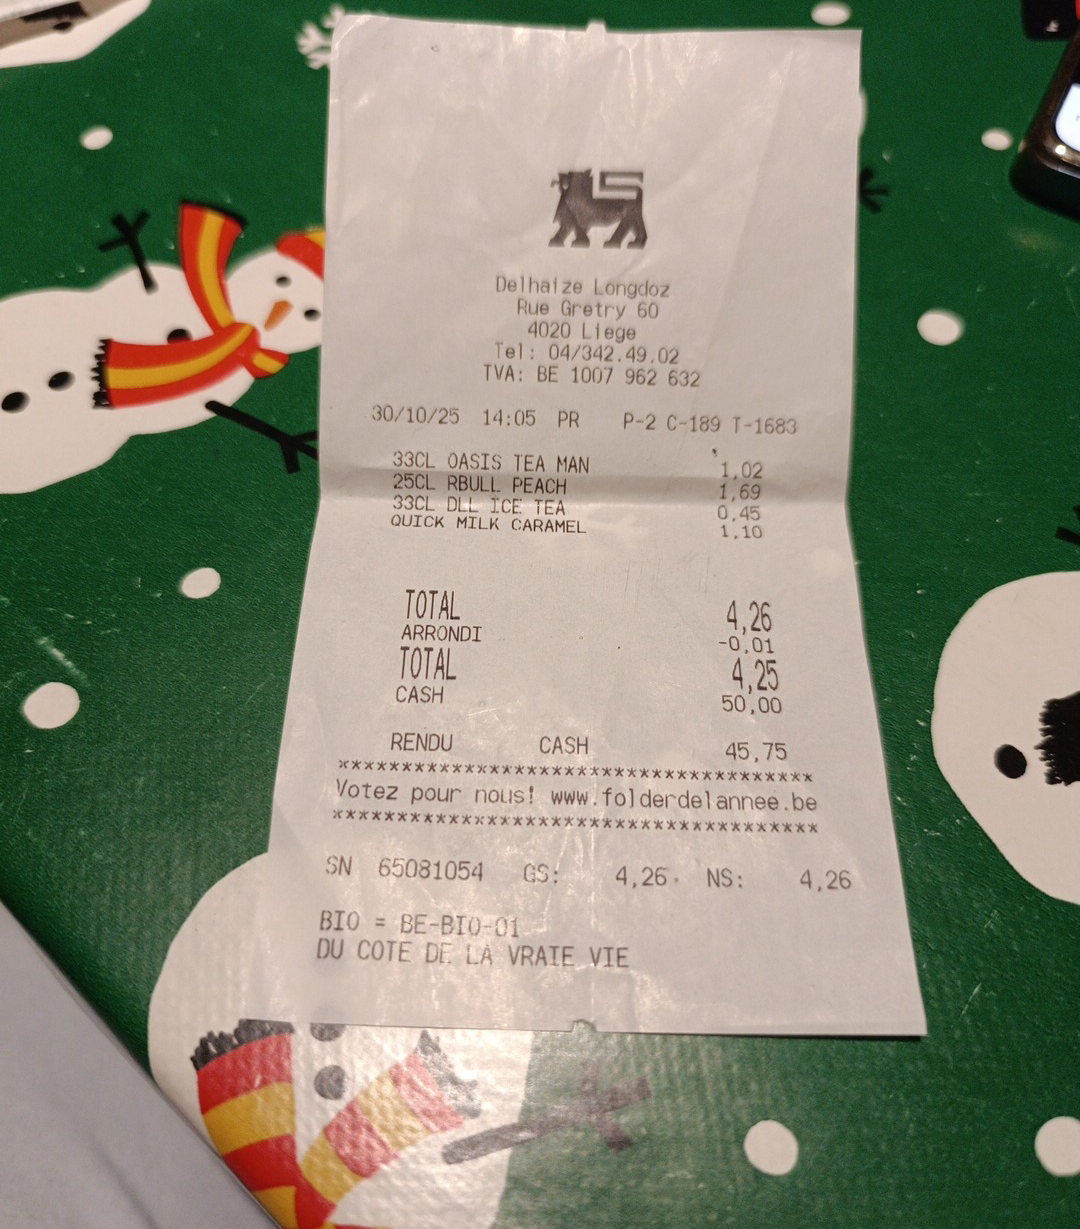 Delhaize Longdoz
Rue Gretry 60
4020 Liege
Tel: 04/342.49.02
TVA: BE 1007 962 632
30/10/25 14:05 PR P-2 C-189 T-1683
33CL OASIS TEA MAN 1,02
25CL RBULL PEACH 1,69
33CL DLL ICE TEA 0,45
QUICK MILK CARAMEL 1,10
TOTAL 4,26
ARRONDI -0,01
TOTAL 4,25
CASH 50,00
RENDU CASH 45,75
**************************************
Votez pour nous! www.folderdelannee.be
**************************************
SN 65081054 GS: 4,26 NS: 4,26
BIO = BE-BIO-01
DU COTE DE LA VRAIE VIE